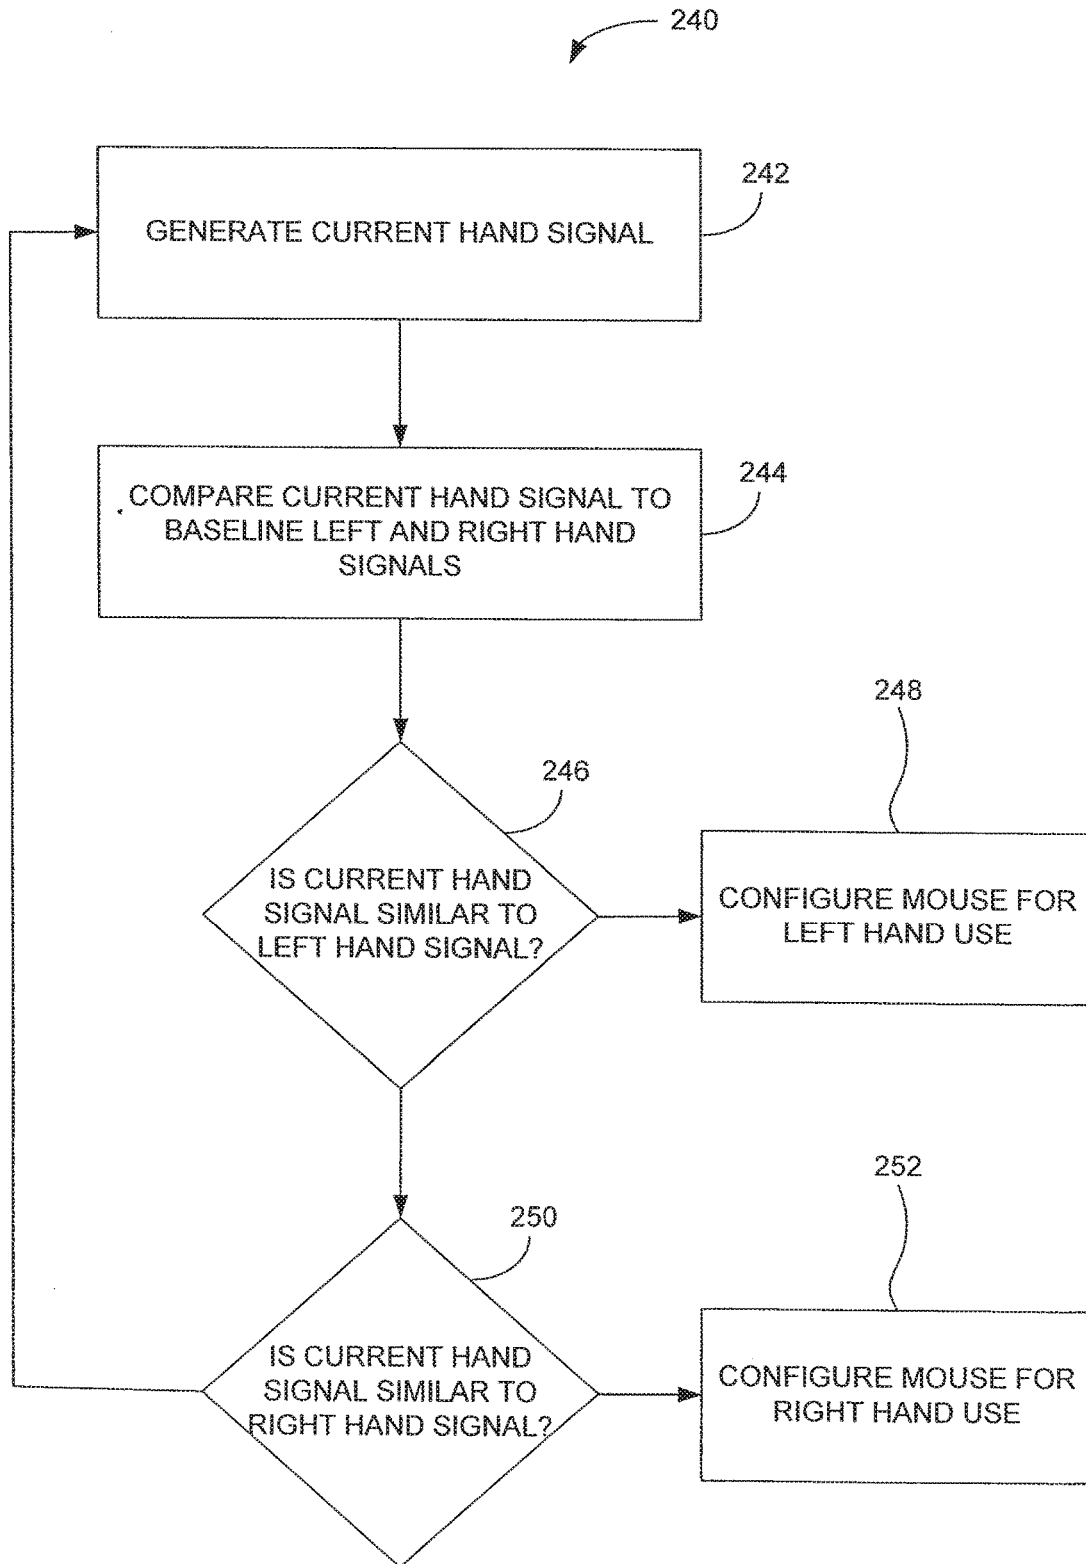 240
242
GENERATE CURRENT HAND SIGNAL
244
COMPARE CURRENT HAND SIGNAL TO
BASELINE LEFT AND RIGHT HAND
SIGNALS
246
248
IS CURRENT HAND
SIGNAL SIMILAR TO
LEFT HAND SIGNAL?
CONFIGURE MOUSE FOR
LEFT HAND USE
250
252
IS CURRENT HAND
SIGNAL SIMILAR TO
RIGHT HAND SIGNAL?
CONFIGURE MOUSE FOR
RIGHT HAND USE